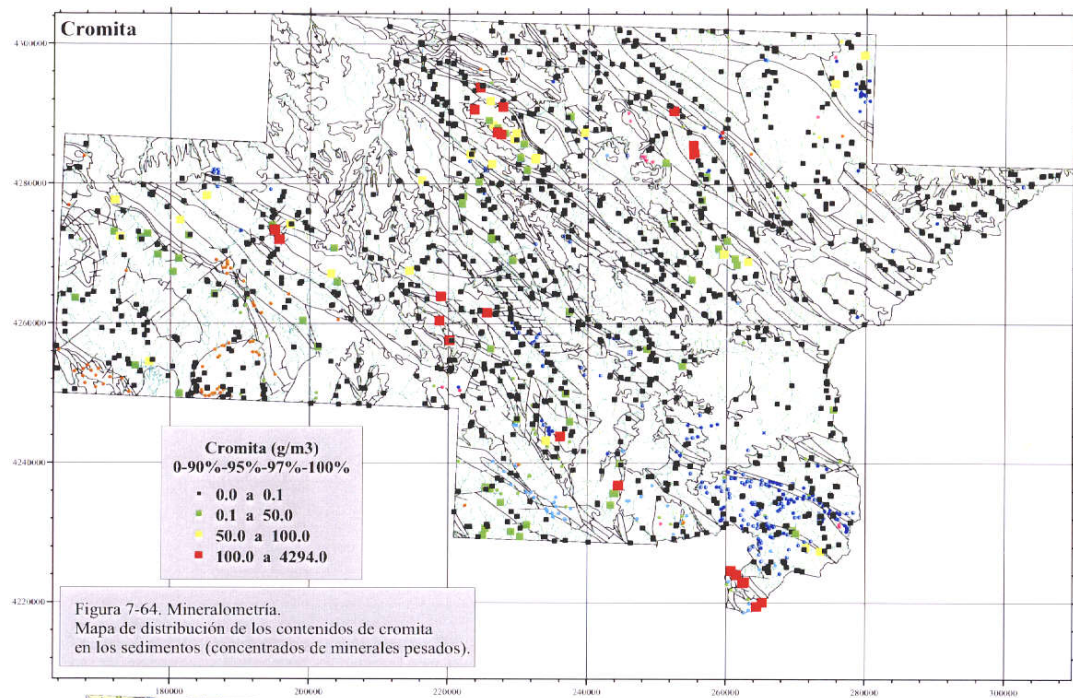 Cromita
4300000
4280000
4260000
4240000
4220000
Cromita (g/m3)
0-90%-95%-97%-100%
0.0 a 0.1
0.1 a 50.0
50.0 a 100.0
100.0 a 4294.0
Figura 7-64. Mineralometría.
Mapa de distribución de los contenidos de cromita
en los sedimentos (concentrados de minerales pesados).
180000 200000 220000 240000 260000 280000 300000